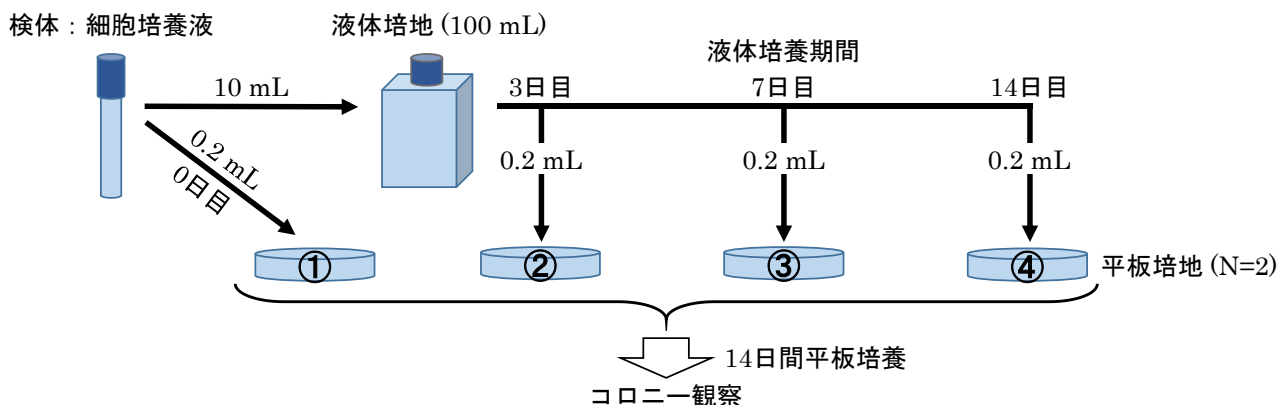 検体：細胞培養液
液体培地 (100 mL)
液体培養期間
10 mL
3日目
7日目
14日目
0.2 mL
0日目
0.2 mL
0.2 mL
0.2 mL
①
②
③
④
平板培地 (N=2)
14日間平板培養
コロニー観察